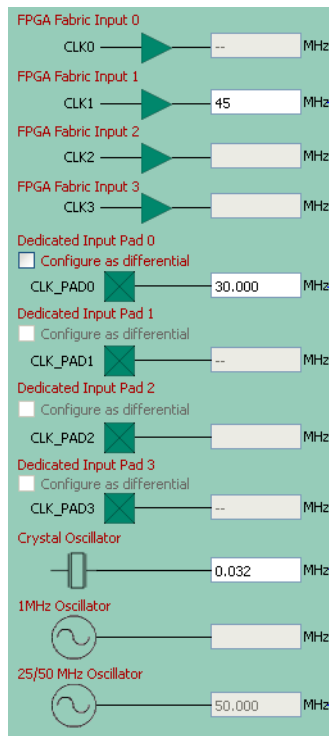 FPGA Fabric Input 0
CLK0 -- MHz
FPGA Fabric Input 1
CLK1 45 MHz
FPGA Fabric Input 2
CLK2 MHz
FPGA Fabric Input 3
CLK3 MHz
Dedicated Input Pad 0
Configure as differential
CLK_PAD0 30.000 MHz
Dedicated Input Pad 1
Configure as differential
CLK_PAD1 -- MHz
Dedicated Input Pad 2
Configure as differential
CLK_PAD2 MHz
Dedicated Input Pad 3
Configure as differential
CLK_PAD3 -- MHz
Crystal Oscillator
0.032 MHz
1MHz Oscillator
MHz
25/50 MHz Oscillator
50.000 MHz